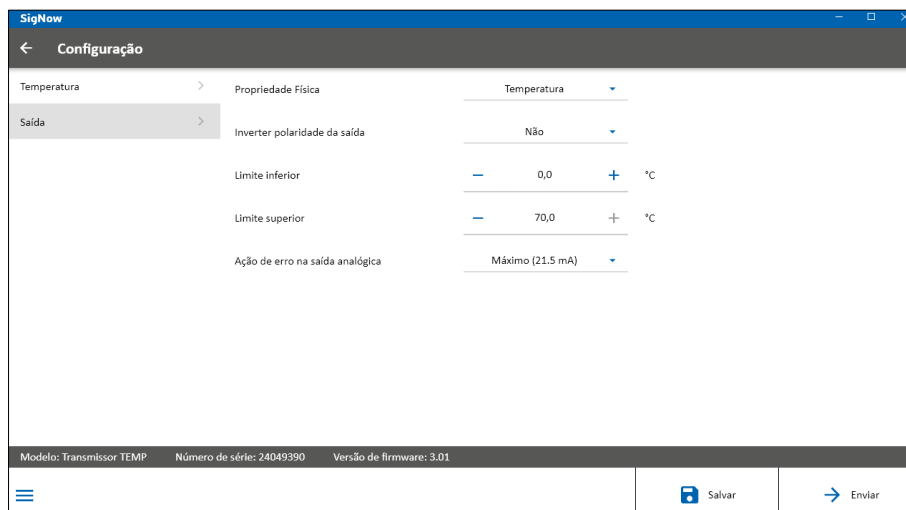 SigNow
Configuração
Temperatura
Saída
Propriedade Física Temperatura
Inverter polaridade da saída Não
Limite inferior − 0,0 + °C
Limite superior − 70,0 + °C
Ação de erro na saída analógica Máximo (21.5 mA)
Modelo: Transmissor TEMP Número de série: 24049390 Versão de firmware: 3.01
Salvar Enviar